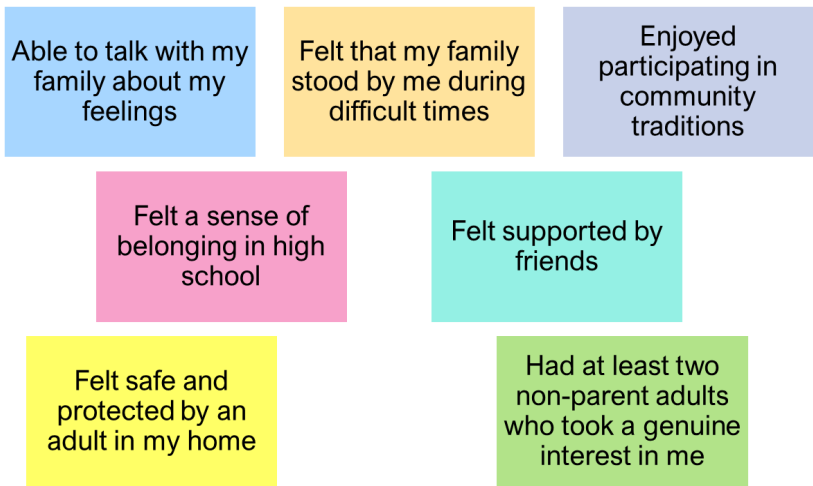 Able to talk with my
family about my
feelings
Felt that my family
stood by me during
difficult times
Enjoyed
participating in
community
traditions
Felt a sense of
belonging in high
school
Felt supported by
friends
Felt safe and
protected by an
adult in my home
Had at least two
non-parent adults
who took a genuine
interest in me